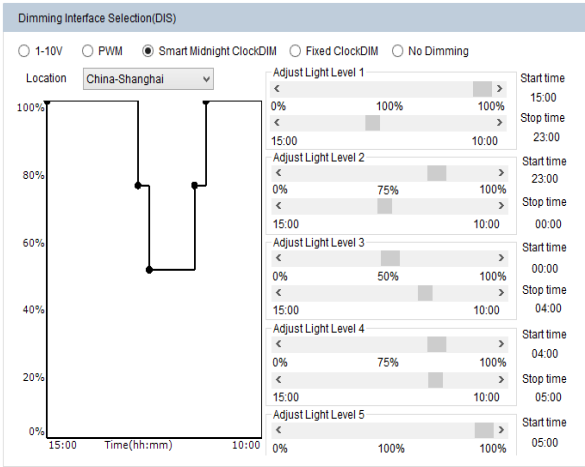 Dimming Interface Selection(DIS)
1-10V PWM Smart Midnight ClockDIM Fixed ClockDIM No Dimming
Location China-Shanghai
100%
80%
60%
40%
20%
0%
15:00 Time(hh:mm) 10:00
Adjust Light Level 1
0% 100% 100%
15:00 10:00
Start time
15:00
Stop time
23:00
Adjust Light Level 2
0% 75% 100%
15:00 10:00
Start time
23:00
Stop time
00:00
Adjust Light Level 3
0% 50% 100%
15:00 10:00
Start time
00:00
Stop time
04:00
Adjust Light Level 4
0% 75% 100%
15:00 10:00
Start time
04:00
Stop time
05:00
Adjust Light Level 5
0% 100% 100%
Start time
05:00